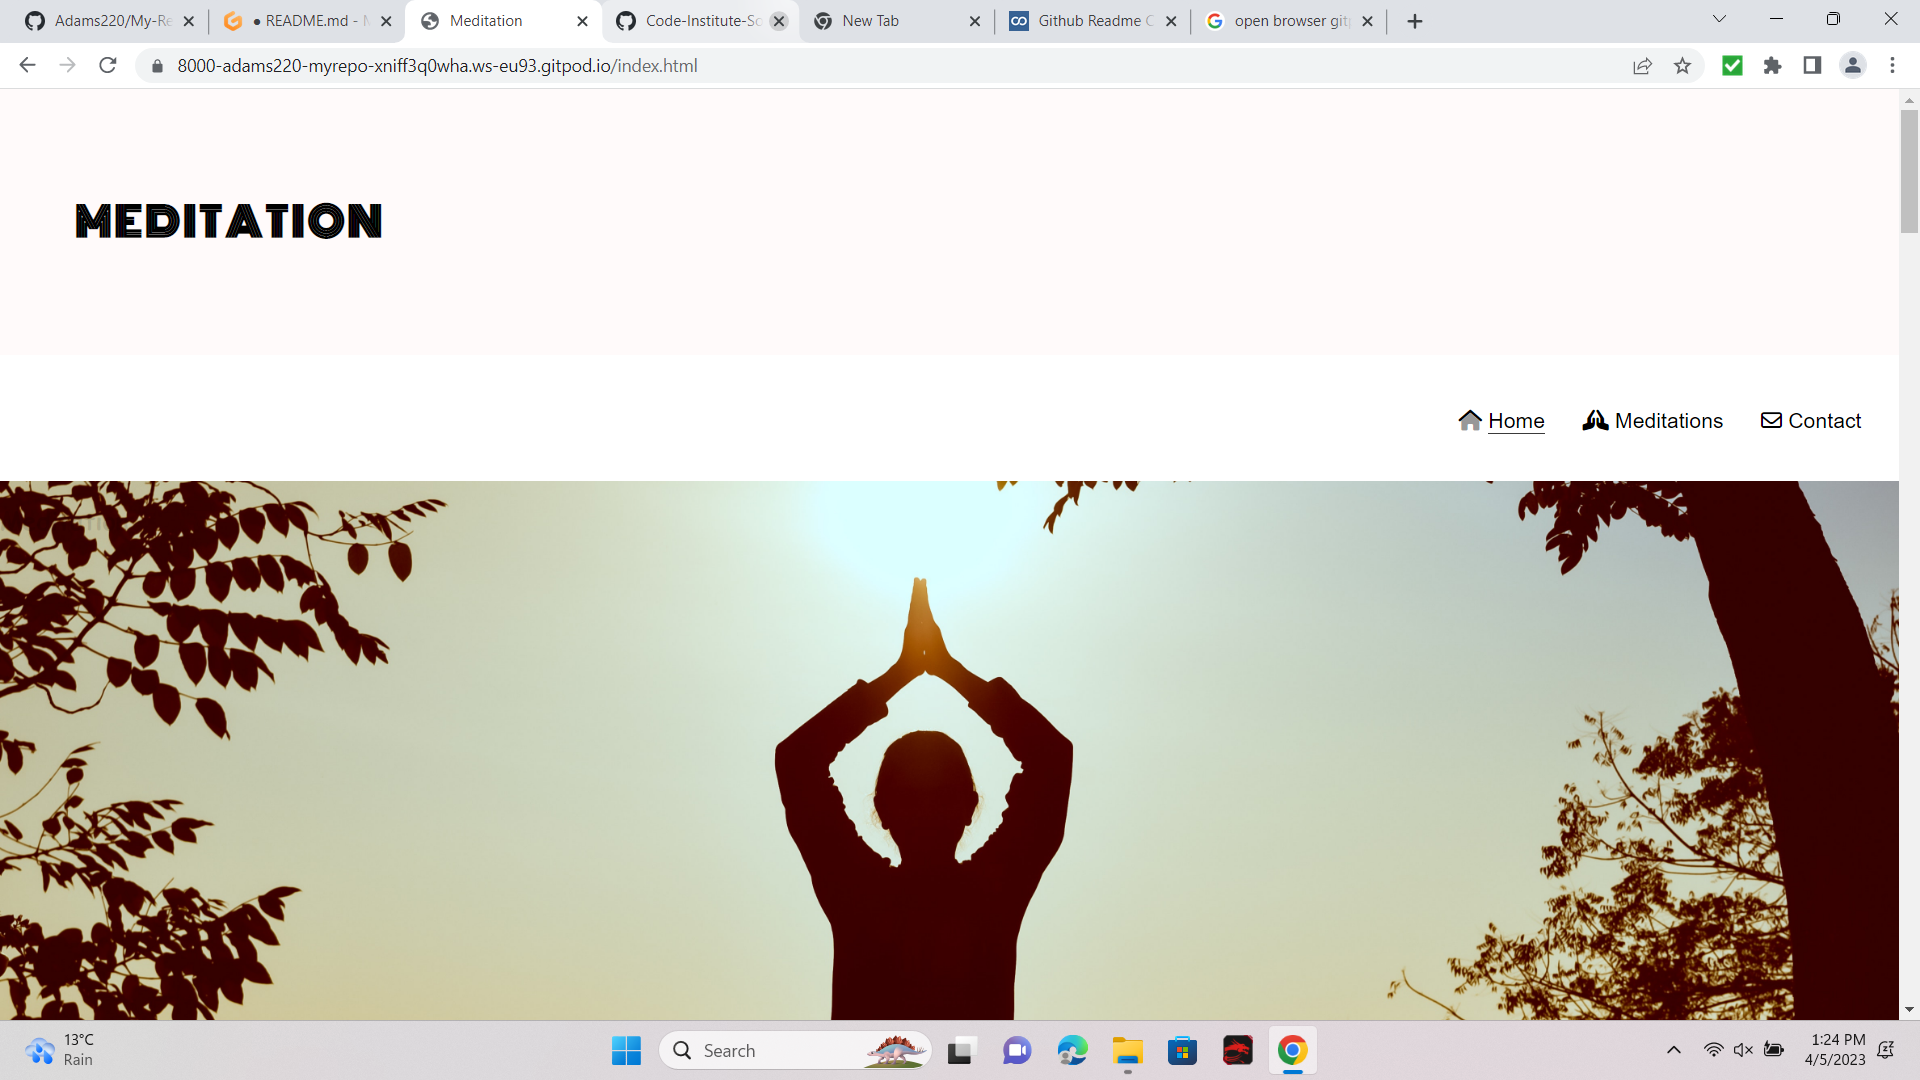 Adams220/My-Re
● README.md - M
Meditation
Code-Institute-So
New Tab
Github Readme C
open browser git
8000-adams220-myrepo-xniff3q0wha.ws-eu93.gitpod.io/index.html
MEDITATION
Home
Meditations
Contact
13°C
Rain
Search
1:24 PM
4/5/2023